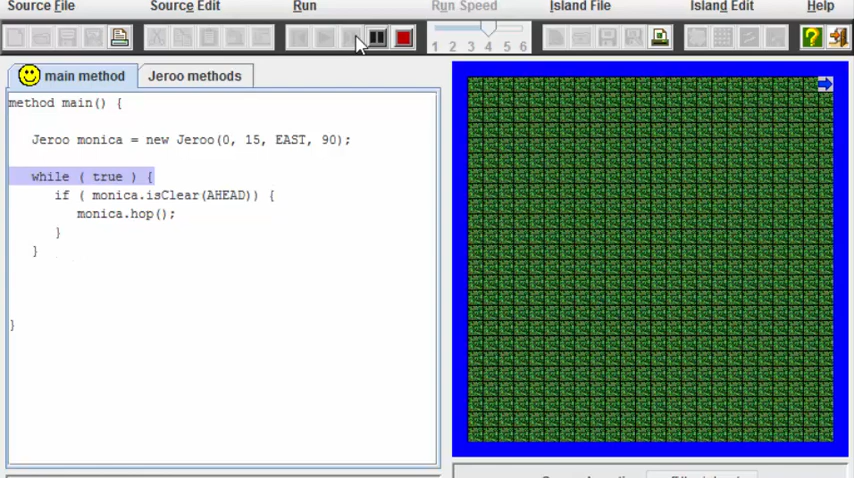 Source File Source Edit Run Run Speed Island File Island Edit Help
1 2 3 4 5 6
main method Jeroo methods
method main() {
Jeroo monica = new Jeroo(0, 15, EAST, 90);
while ( true ) {
if ( monica.isClear(AHEAD)) {
monica.hop();
}
}
}